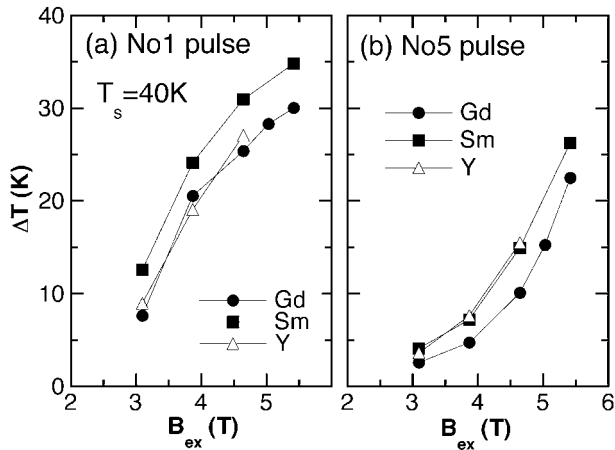 40
30
20
10
0
ΔT (K)
(a) No1 pulse
T_s=40K
Gd
Sm
Y
2 3 4 5
B_ex (T)
(b) No5 pulse
Gd
Sm
Y
2 3 4 5 6
B_ex (T)